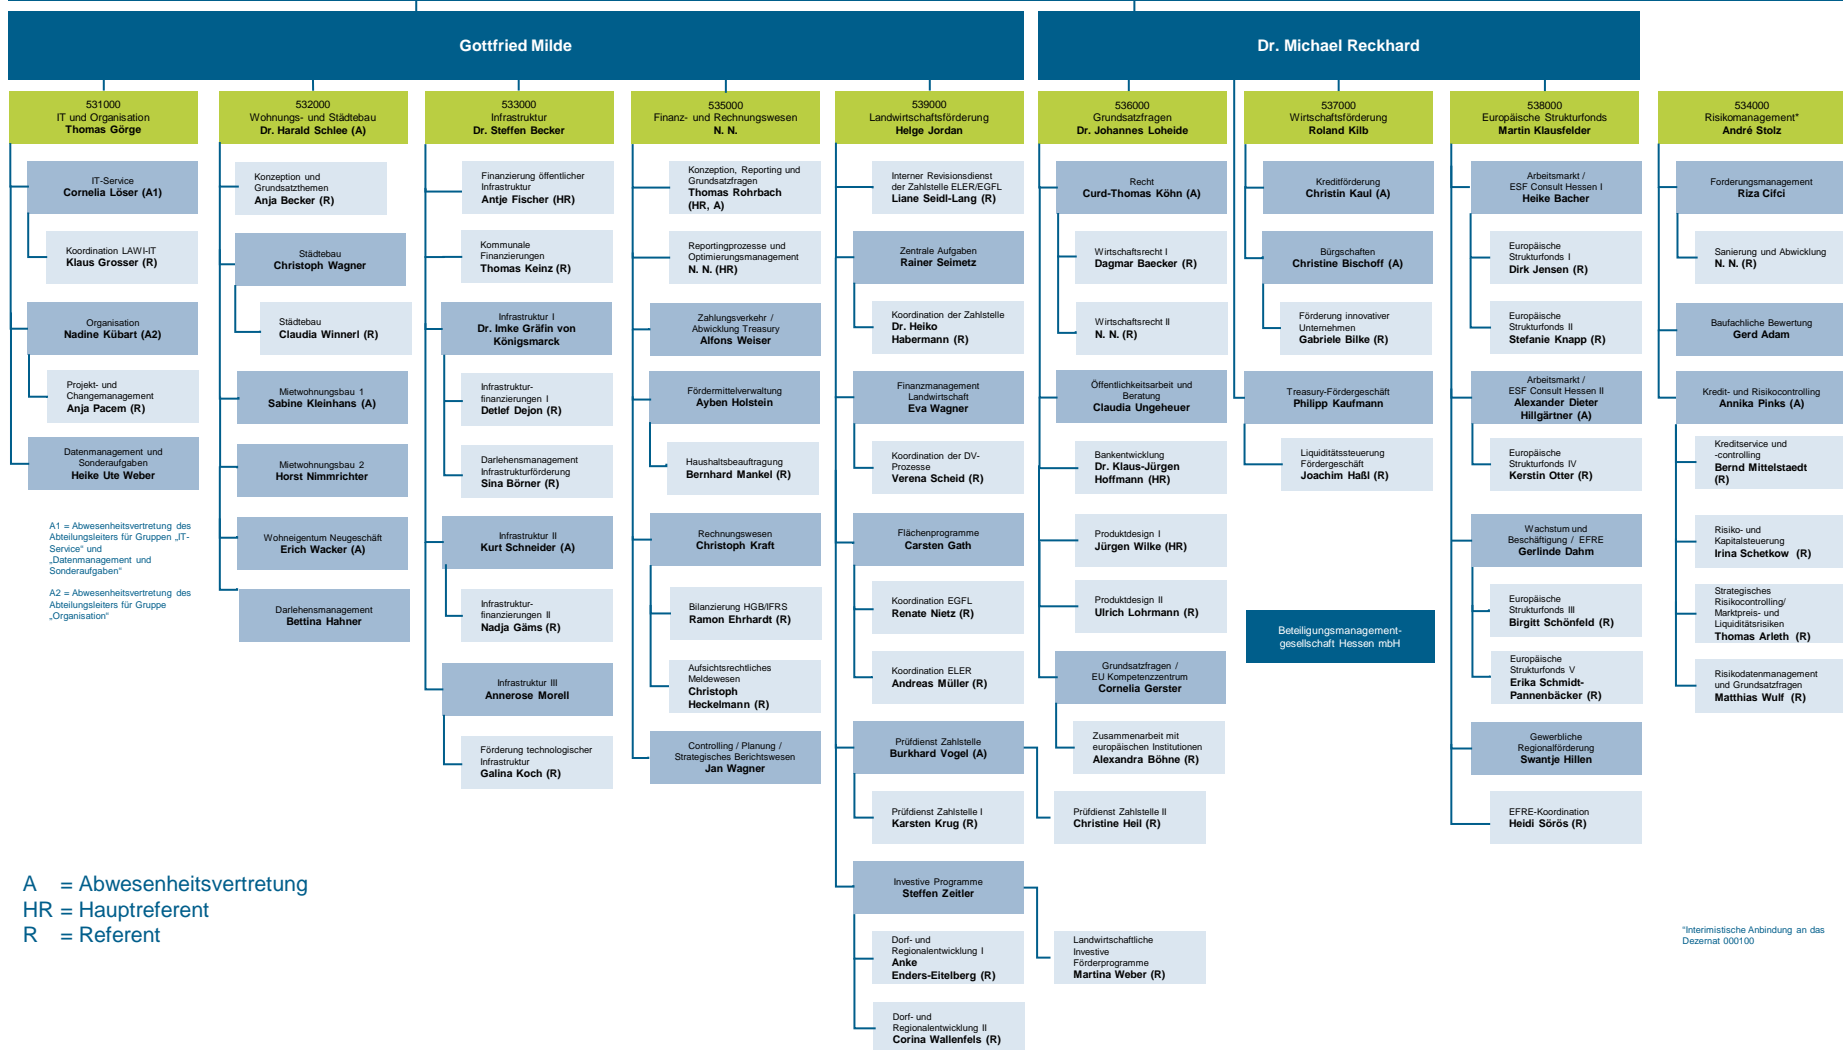 Gottfried Milde
Dr. Michael Reckhard
531000
IT und Organisation
Thomas Görge
IT-Service
Cornelia Löser (A1)
Koordination LAWI-IT
Klaus Grosser (R)
Organisation
Nadine Kübart (A2)
Projekt- und
Changemanagement
Anja Pacem (R)
Datenmanagement und
Sonderaufgaben
Heike Ute Weber
A1 = Abwesenheitsvertretung des
Abteilungsleiters für Gruppen „IT-
Service“ und
„Datenmanagement und
Sonderaufgaben“
A2 = Abwesenheitsvertretung des
Abteilungsleiters für Gruppe
„Organisation“
532000
Wohnungs- und Städtebau
Dr. Harald Schlee (A)
Konzeption und
Grundsatzthemen
Anja Becker (R)
Städtebau
Christoph Wagner
Städtebau
Claudia Winnerl (R)
Mietwohnungsbau 1
Sabine Kleinhans (A)
Mietwohnungsbau 2
Horst Nimmrichter
Wohneigentum Neugeschäft
Erich Wacker (A)
Darlehensmanagement
Bettina Hahner
533000
Infrastruktur
Dr. Steffen Becker
Finanzierung öffentlicher
Infrastruktur
Antje Fischer (HR)
Kommunale
Finanzierungen
Thomas Keinz (R)
Infrastruktur I
Dr. Imke Gräfin von
Königsmarck
Infrastruktur-
finanzierungen I
Detlef Dejon (R)
Darlehensmanagement
Infrastrukturförderung
Sina Börner (R)
Infrastruktur II
Kurt Schneider (A)
Infrastruktur-
finanzierungen II
Nadja Gäms (R)
Infrastruktur III
Annerose Morell
Förderung technologischer
Infrastruktur
Galina Koch (R)
535000
Finanz- und Rechnungswesen
N. N.
Konzeption, Reporting und
Grundsatzfragen
Thomas Rohrbach
(HR, A)
Reportingprozesse und
Optimierungsmanagement
N. N. (HR)
Zahlungsverkehr /
Abwicklung Treasury
Alfons Weiser
Fördermittelverwaltung
Ayben Holstein
Haushaltsbeauftragung
Bernhard Mankel (R)
Rechnungswesen
Christoph Kraft
Bilanzierung HGB/IFRS
Ramon Ehrhardt (R)
Aufsichtsrechtliches
Meldewesen
Christoph
Heckelmann (R)
Controlling / Planung /
Strategisches Berichtswesen
Jan Wagner
539000
Landwirtschaftsförderung
Helge Jordan
Interner Revisionsdienst
der Zahlstelle ELER/EGFL
Liane Seidl-Lang (R)
Zentrale Aufgaben
Rainer Seimetz
Koordination der Zahlstelle
Dr. Heiko
Habermann (R)
Finanzmanagement
Landwirtschaft
Eva Wagner
Koordination der DV-
Prozesse
Verena Scheid (R)
Flächenprogramme
Carsten Gath
Koordination EGFL
Renate Nietz (R)
Koordination ELER
Andreas Müller (R)
Prüfdienst Zahlstelle
Burkhard Vogel (A)
Prüfdienst Zahlstelle I
Karsten Krug (R)
Prüfdienst Zahlstelle II
Christine Heil (R)
Investive Programme
Steffen Zeitler
Dorf- und
Regionalentwicklung I
Anke
Enders-Eitelberg (R)
Landwirtschaftliche
Investive
Förderprogramme
Martina Weber (R)
Dorf- und
Regionalentwicklung II
Corina Wallenfels (R)
536000
Grundsatzfragen
Dr. Johannes Loheide
Recht
Curd-Thomas Köhn (A)
Wirtschaftsrecht I
Dagmar Baecker (R)
Wirtschaftsrecht II
N. N. (R)
Öffentlichkeitsarbeit und
Beratung
Claudia Ungeheuer
Bankentwicklung
Dr. Klaus-Jürgen
Hoffmann (HR)
Produktdesign I
Jürgen Wilke (HR)
Produktdesign II
Ulrich Lohrmann (R)
Grundsatzfragen /
EU Kompetenzzentrum
Cornelia Gerster
Zusammenarbeit mit
europäischen Institutionen
Alexandra Böhne (R)
537000
Wirtschaftsförderung
Roland Kilb
Kreditförderung
Christin Kaul (A)
Bürgschaften
Christine Bischoff (A)
Förderung innovativer
Unternehmen
Gabriele Bilke (R)
Treasury-Fördergeschäft
Philipp Kaufmann
Liquiditätssteuerung
Fördergeschäft
Joachim Haßl (R)
Beteiligungsmanagement-
gesellschaft Hessen mbH
538000
Europäische Strukturfonds
Martin Klausfelder
Arbeitsmarkt /
ESF Consult Hessen I
Heike Bacher
Europäische
Strukturfonds I
Dirk Jensen (R)
Europäische
Strukturfonds II
Stefanie Knapp (R)
Arbeitsmarkt /
ESF Consult Hessen II
Alexander Dieter
Hillgärtner (A)
Europäische
Strukturfonds IV
Kerstin Otter (R)
Wachstum und
Beschäftigung / EFRE
Gerlinde Dahm
Europäische
Strukturfonds III
Birgitt Schönfeld (R)
Europäische
Strukturfonds V
Erika Schmidt-
Pannenbäcker (R)
Gewerbliche
Regionalförderung
Swantje Hillen
EFRE-Koordination
Heidi Sörös (R)
534000
Risikomanagement*
André Stolz
Forderungsmanagement
Riza Cifci
Sanierung und Abwicklung
N. N. (R)
Baufachliche Bewertung
Gerd Adam
Kredit- und Risikocontrolling
Annika Pinks (A)
Kreditservice und
-controlling
Bernd Mittelstaedt
(R)
Risiko- und
Kapitalsteuerung
Irina Schetkow (R)
Strategisches
Risikocontrolling/
Marktpreis- und
Liquiditätsrisiken
Thomas Arleth (R)
Risikodatenmanagement
und Grundsatzfragen
Matthias Wulf (R)
A = Abwesenheitsvertretung
HR = Hauptreferent
R = Referent
*Interimistische Anbindung an das
Dezernat 000100